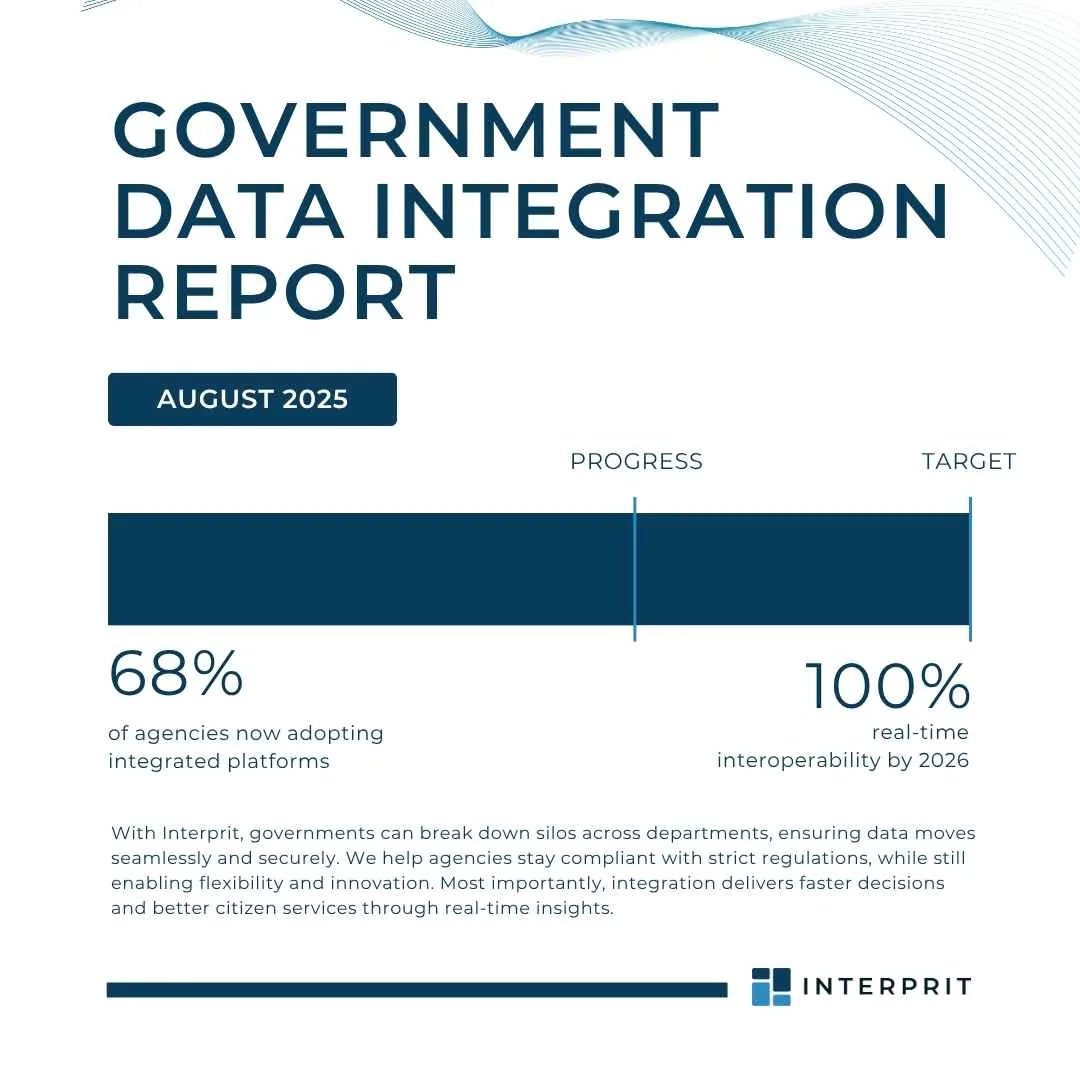 GOVERNMENT
DATA INTEGRATION
REPORT
AUGUST 2025
PROGRESS
TARGET
68%
of agencies now adopting
integrated platforms
100%
real-time
interoperability by 2026
With Interprit, governments can break down silos across departments, ensuring data moves
seamlessly and securely. We help agencies stay compliant with strict regulations, while still
enabling flexibility and innovation. Most importantly, integration delivers faster decisions
and better citizen services through real-time insights.
INTERPRIT